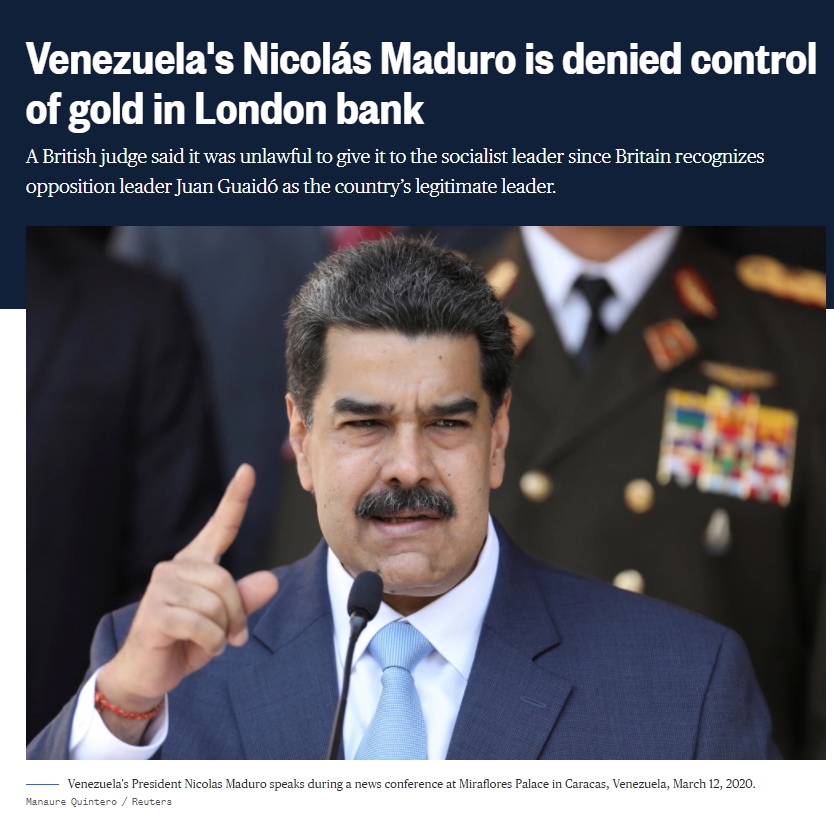 Venezuela's Nicolás Maduro is denied control
of gold in London bank
A British judge said it was unlawful to give it to the socialist leader since Britain recognizes
opposition leader Juan Guaidó as the country’s legitimate leader.
Venezuela's President Nicolas Maduro speaks during a news conference at Miraflores Palace in Caracas, Venezuela, March 12, 2020.
Manaure Quintero / Reuters